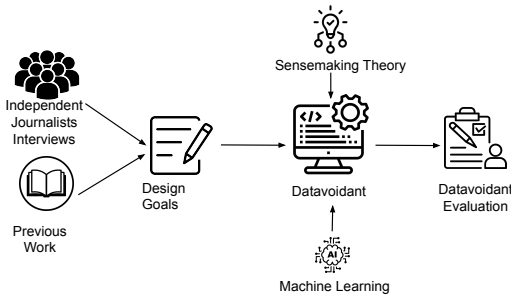 Sensemaking Theory
Independent
Journalists
Interviews
</>
Design
Goals
Datavoidant
Datavoidant
Evaluation
Previous
Work
AI
Machine Learning